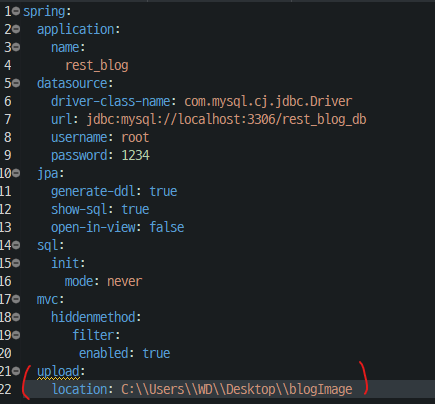 1 spring:
2   application:
3     name:
4       rest_blog
5   datasource:
6     driver-class-name: com.mysql.cj.jdbc.Driver
7     url: jdbc:mysql://localhost:3306/rest_blog_db
8     username: root
9     password: 1234
10   jpa:
11     generate-ddl: true
12     show-sql: true
13     open-in-view: false
14   sql:
15     init:
16       mode: never
17   mvc:
18     hiddenmethod:
19        filter:
20         enabled: true
21   upload:
22     location: C:\\Users\\WD\\Desktop\\blogImage